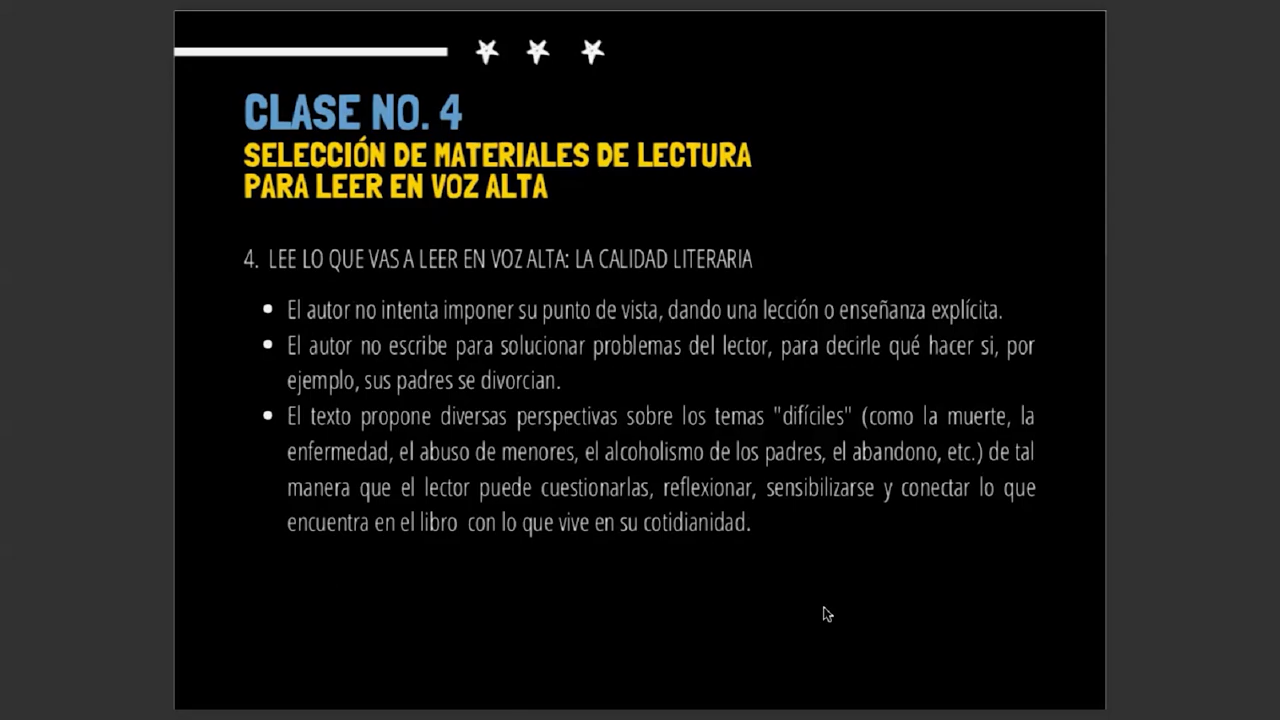 CLASE NO. 4
SELECCIÓN DE MATERIALES DE LECTURA
PARA LEER EN VOZ ALTA
4. LEE LO QUE VAS A LEER EN VOZ ALTA: LA CALIDAD LITERARIA
• El autor no intenta imponer su punto de vista, dando una lección o enseñanza explícita.
• El autor no escribe para solucionar problemas del lector, para decirle qué hacer si, por
ejemplo, sus padres se divorcian.
• El texto propone diversas perspectivas sobre los temas "difíciles" (como la muerte, la
enfermedad, el abuso de menores, el alcoholismo de los padres, el abandono, etc.) de tal
manera que el lector puede cuestionarlas, reflexionar, sensibilizarse y conectar lo que
encuentra en el libro con lo que vive en su cotidianidad.